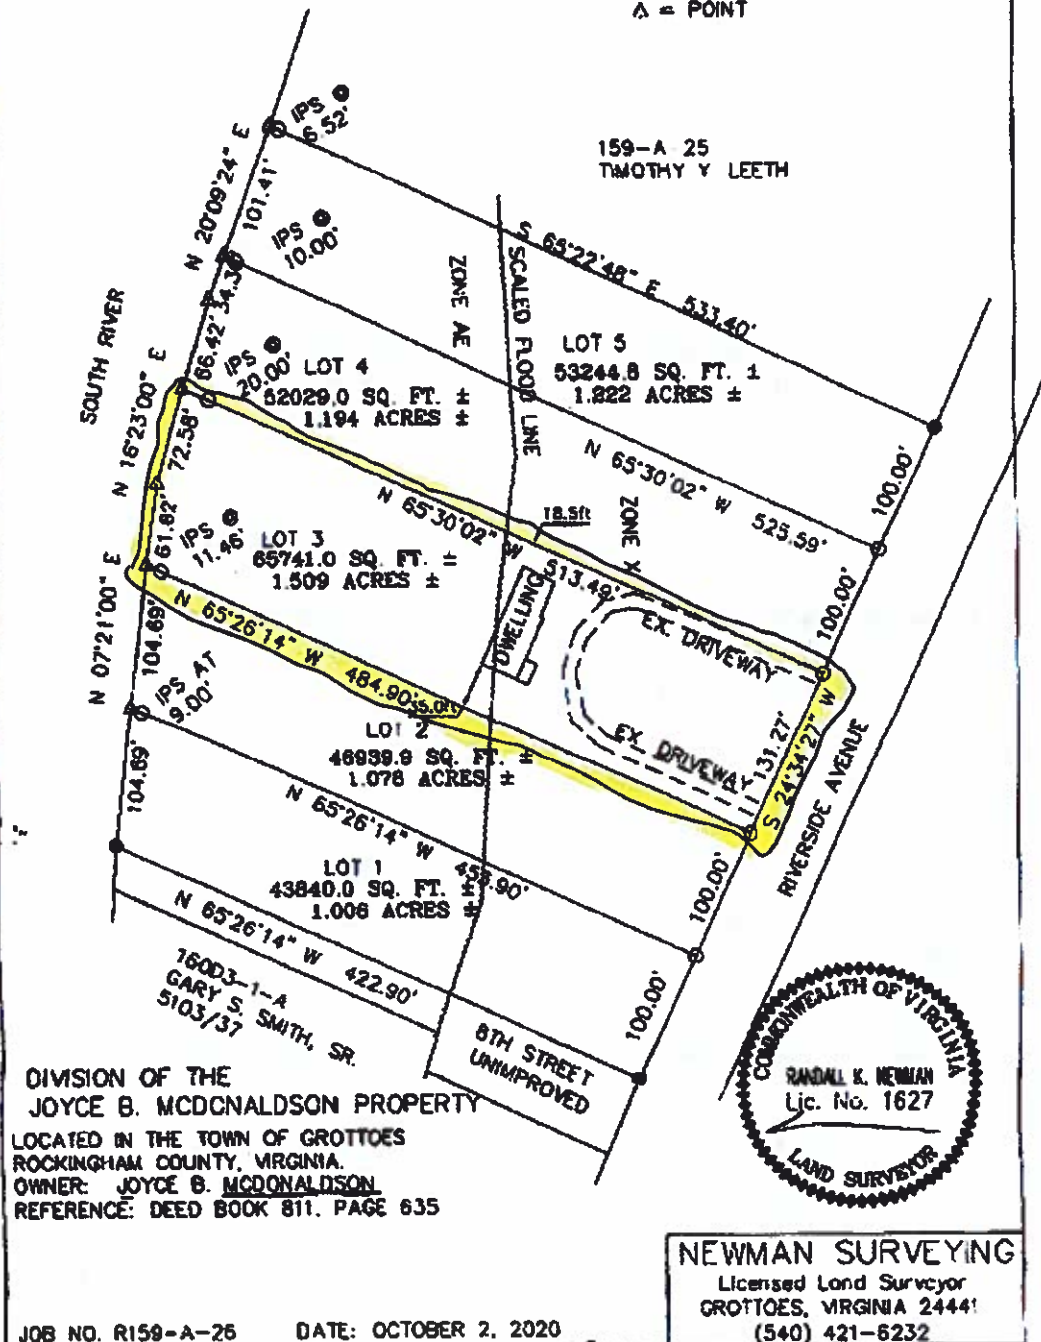 △ = POINT
IPS @
6.52'
159-A 25
TIMOTHY Y LEETH
N 20°09'24" E
101.41'
IPS @
10.00'
S 65°22'48" E 533.40'
SCALED FLOOD LINE
ZONE AE
SOUTH RIVER
34.3
66.42'
IPS @
20.00'
LOT 4
52029.0 SQ. FT. ±
1.194 ACRES ±
LOT 5
53244.8 SQ. FT. ±
1.222 ACRES ±
100.00'
N 16°23'00" E
72.58'
N 65°30'02" W 525.59'
ZONE X
18.5ft
N 65°30'02" W 513.49'
61.82'
IPS @
11.46'
LOT 3
65741.0 SQ. FT. ±
1.509 ACRES ±
DWELLING
EX. DRIVEWAY
100.00'
N 07°21'00" E
104.69'
N 65°26'14" W 484.90'
35.0ft
IPS AT
9.00'
LOT 2
46939.9 SQ. FT. ±
1.078 ACRES ±
EX DRIVEWAY
131.27'
S 24°34'27" W
RIVERSIDE AVENUE
104.69'
N 65°26'14" W 453.90'
LOT 1
43840.0 SQ. FT. ±
1.006 ACRES ±
100.00'
N 65°26'14" W 422.90'
100.00'
160D3-1-A
GARY S. SMITH, SR.
5103/37
8TH STREET
UNIMPROVED
COMMONWEALTH OF VIRGINIA
RANDALL K. NEWMAN
Lic. No. 1627
LAND SURVEYOR
DIVISION OF THE
JOYCE B. MCDONALDSON PROPERTY
LOCATED IN THE TOWN OF GROTTOES
ROCKINGHAM COUNTY, VIRGINIA.
OWNER: JOYCE B. MCDONALDSON
REFERENCE: DEED BOOK 811. PAGE 635
NEWMAN SURVEYING
Licensed Land Surveyor
GROTTOES, VIRGINIA 24441
(540) 421-6232
JOB NO. R159-A-26 DATE: OCTOBER 2, 2020